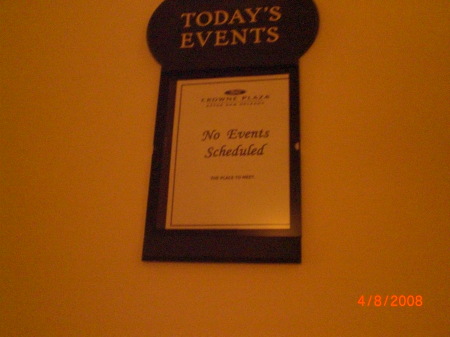 TODAY'S
EVENTS
CROWNE PLAZA
No Events
Scheduled
THE PLACE TO MEET.
4/8/2008